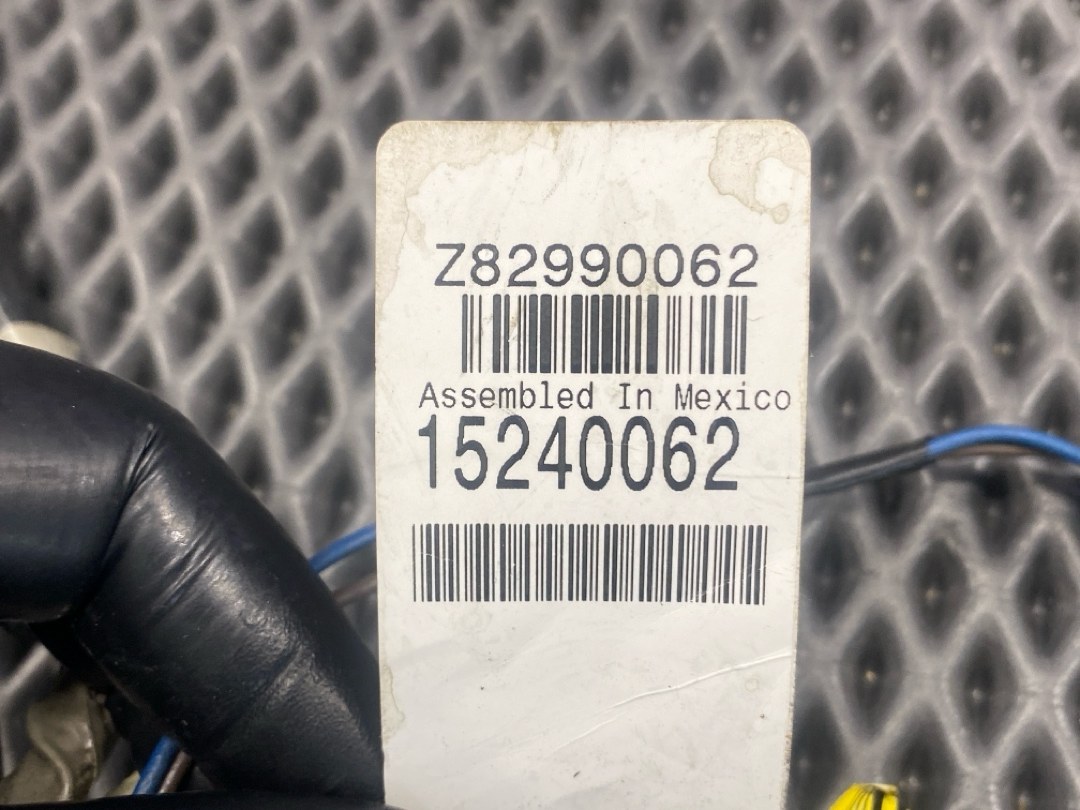 Z82990062
Assembled In Mexico
15240062